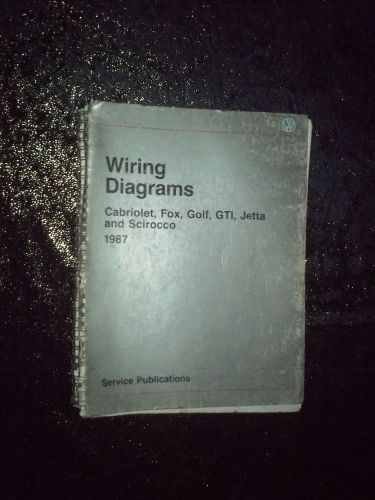 Wiring
Diagrams
Cabriolet, Fox, Golf, GTI, Jetta
and Scirocco
1987
Service Publications